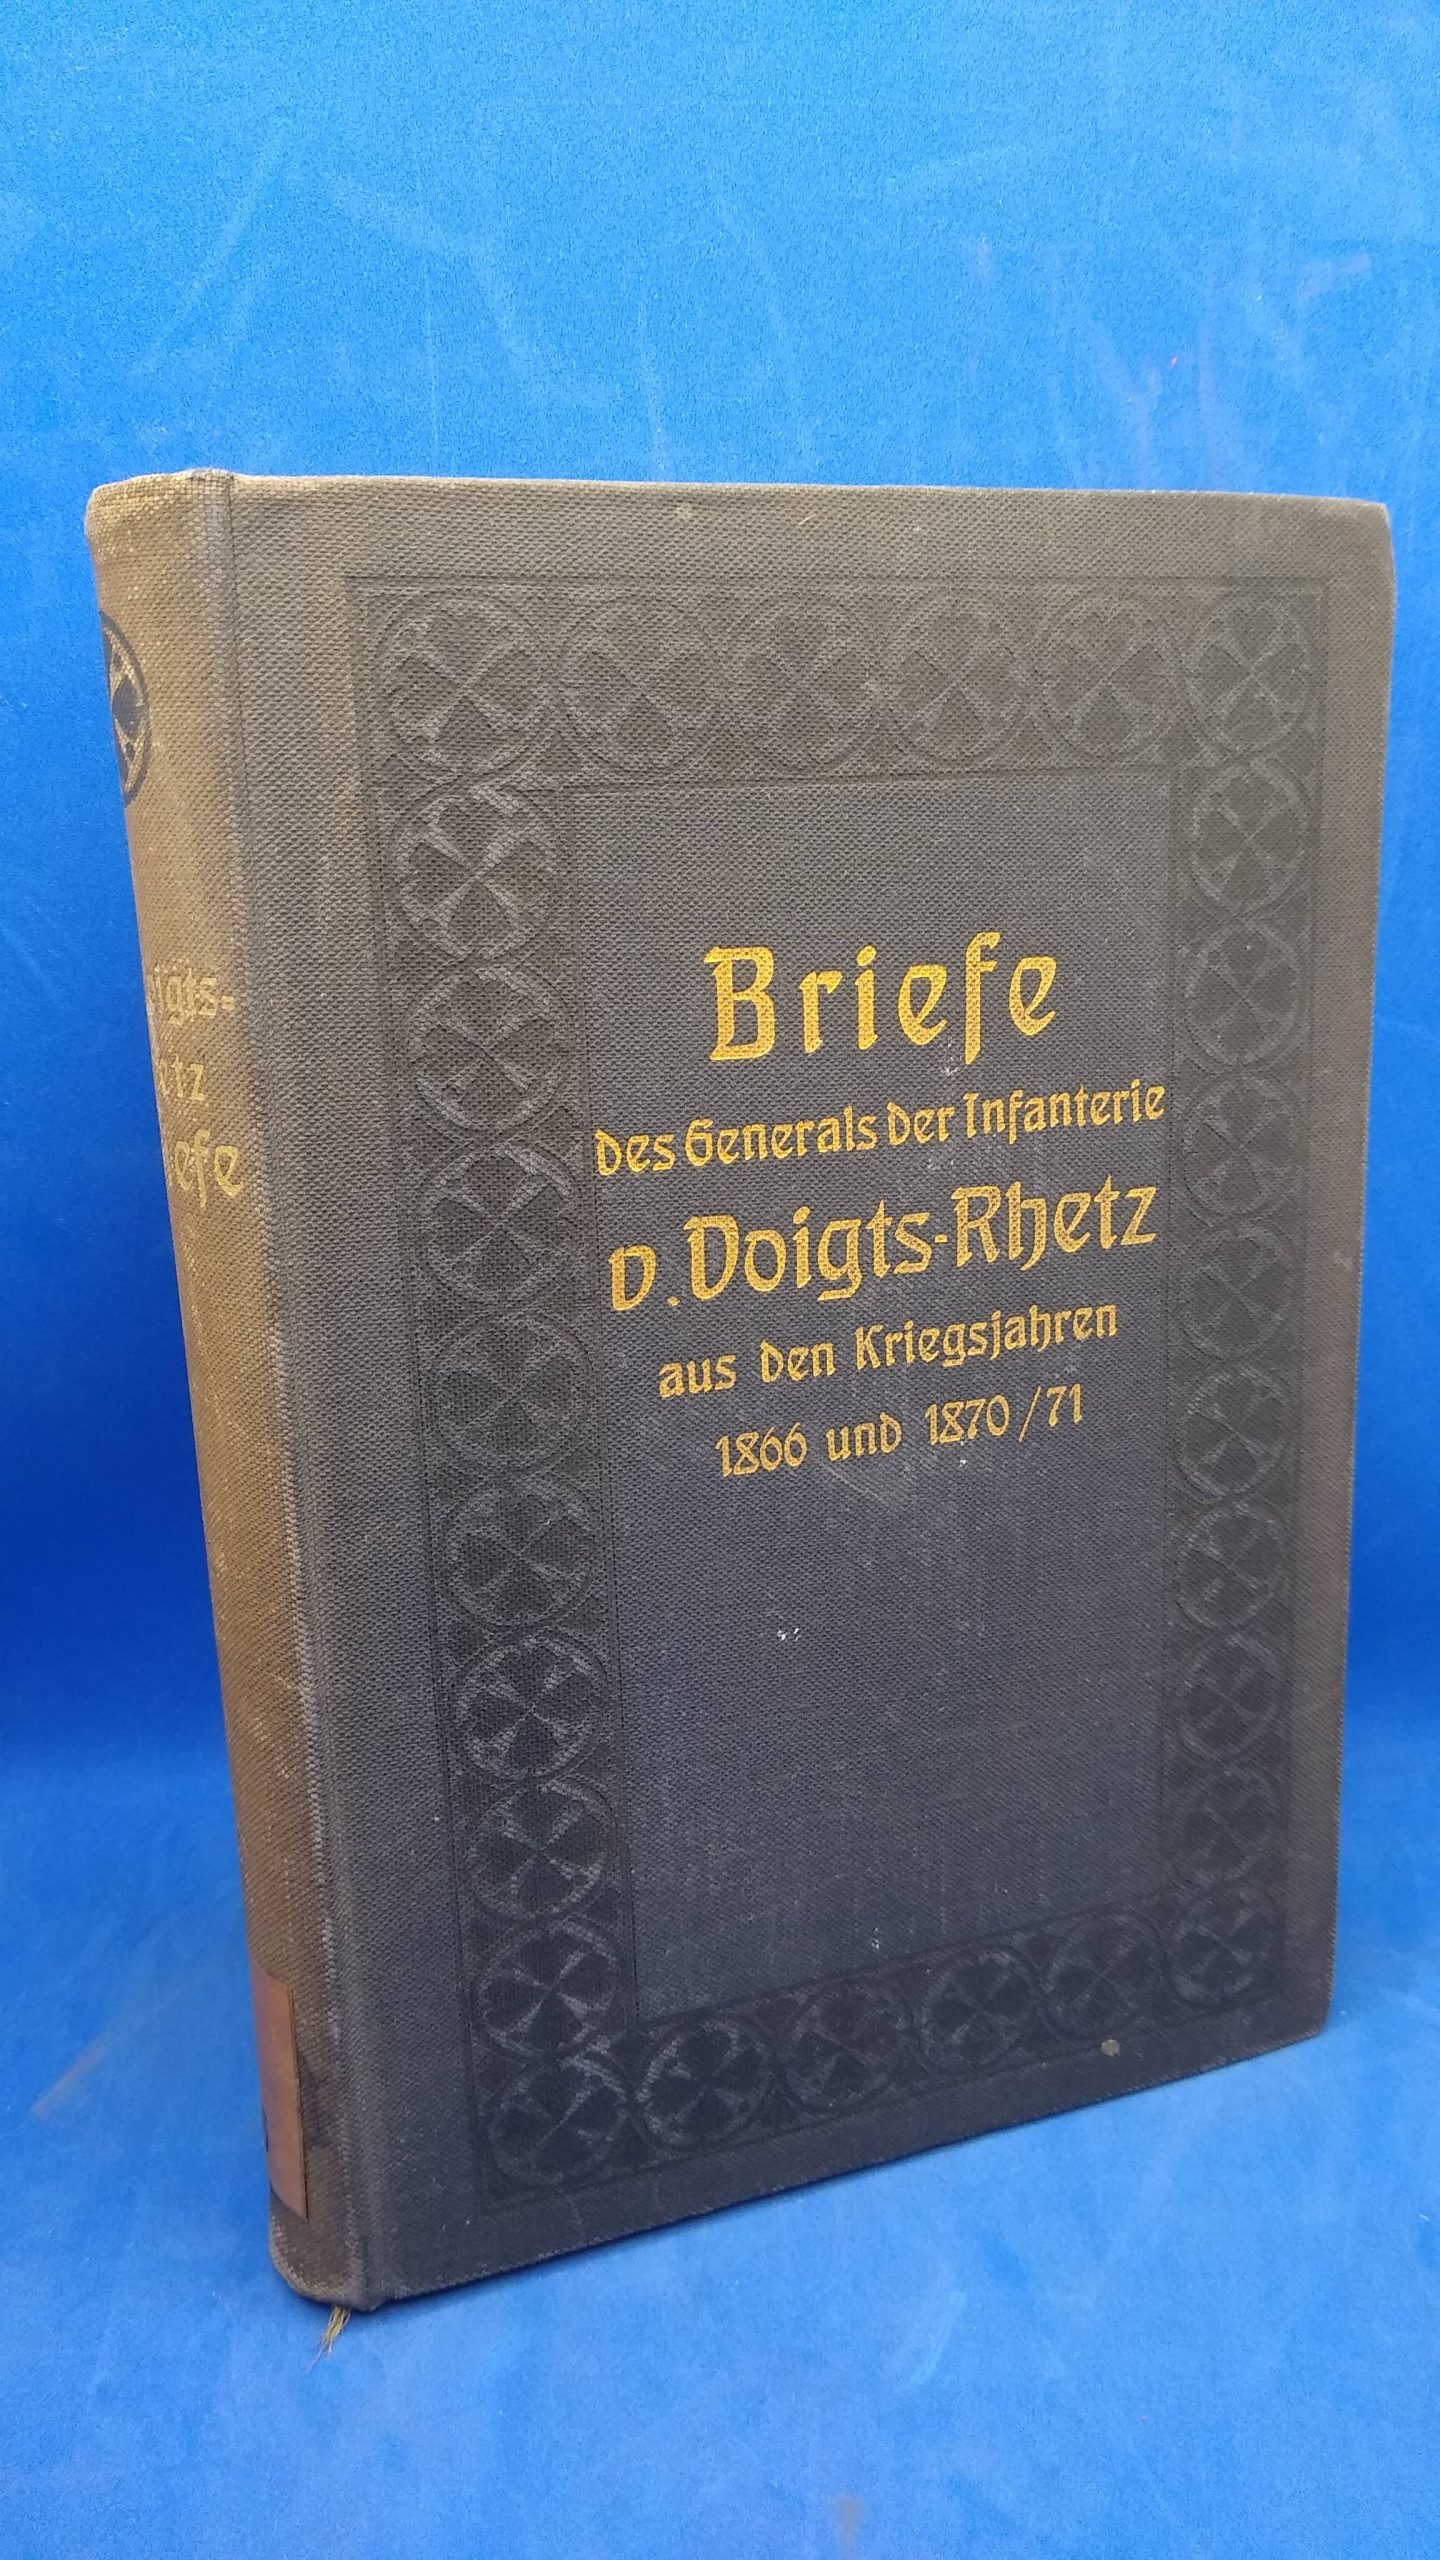 Briefe
des Generals der Infanterie
v. Voigts-Rhetz
aus den Kriegsjahren
1866 und 1870/71